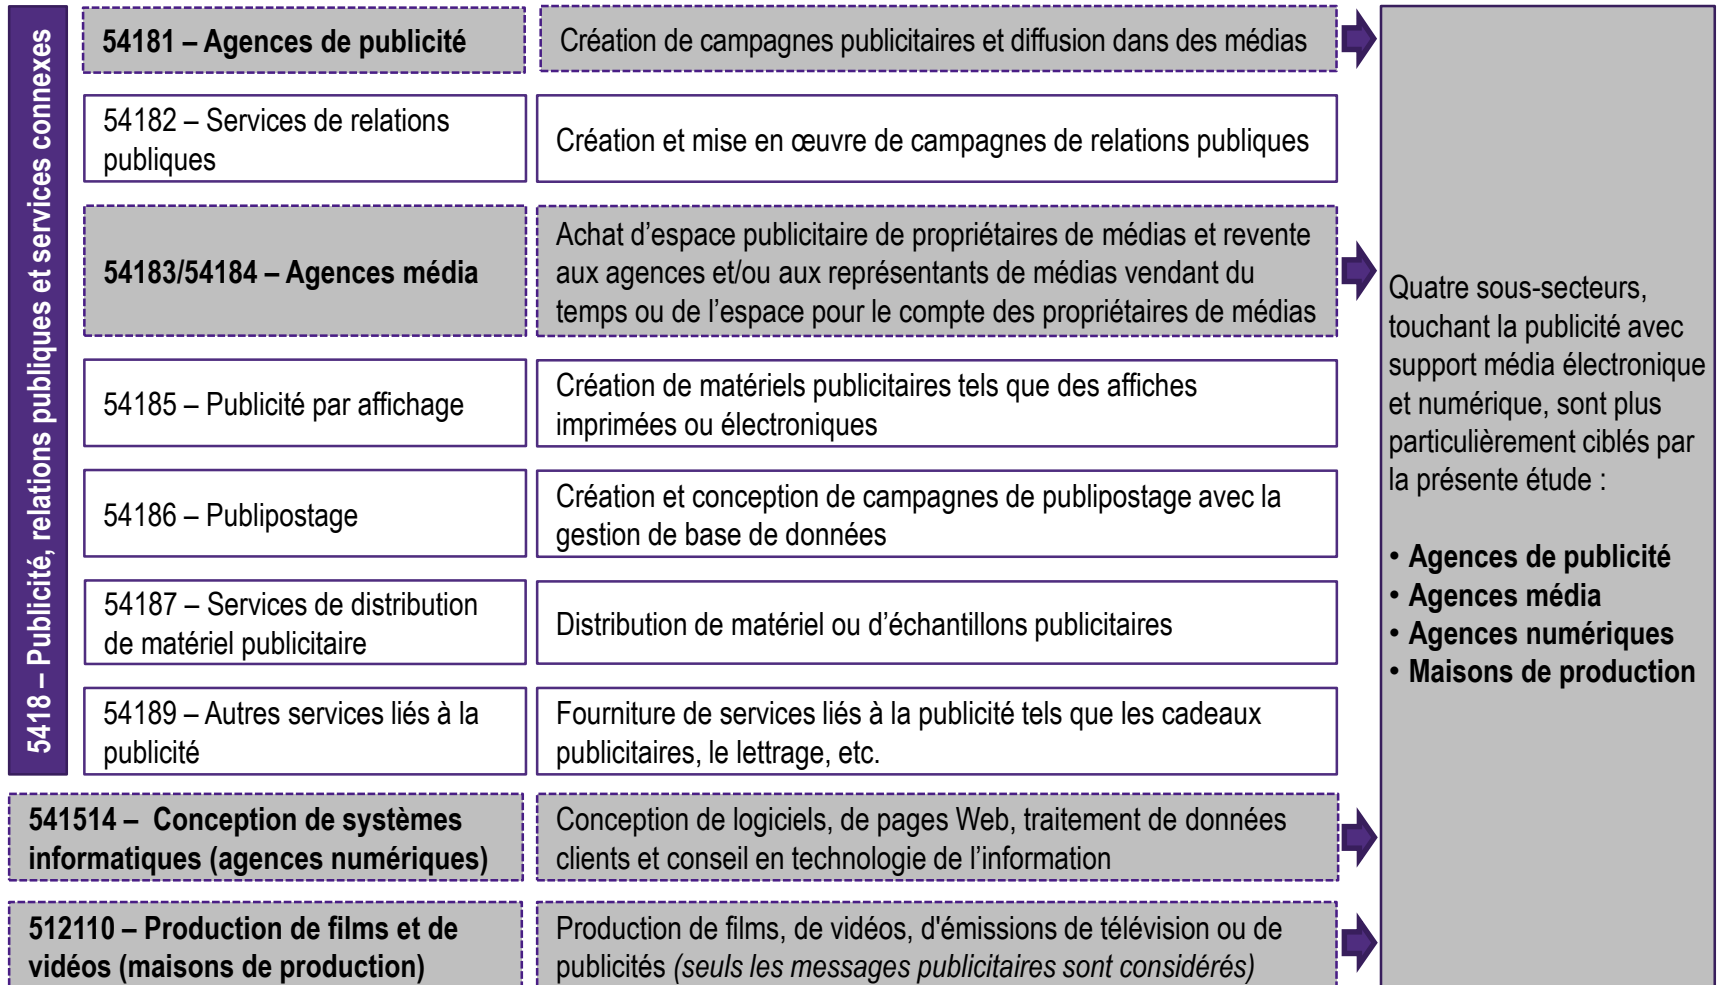 5418 – Publicité, relations publiques et services connexes
54181 – Agences de publicité
Création de campagnes publicitaires et diffusion dans des médias
54182 – Services de relations
publiques
Création et mise en œuvre de campagnes de relations publiques
54183/54184 – Agences média
Achat d’espace publicitaire de propriétaires de médias et revente
aux agences et/ou aux représentants de médias vendant du
temps ou de l’espace pour le compte des propriétaires de médias
54185 – Publicité par affichage
Création de matériels publicitaires tels que des affiches
imprimées ou électroniques
54186 – Publipostage
Création et conception de campagnes de publipostage avec la
gestion de base de données
54187 – Services de distribution
de matériel publicitaire
Distribution de matériel ou d’échantillons publicitaires
54189 – Autres services liés à la
publicité
Fourniture de services liés à la publicité tels que les cadeaux
publicitaires, le lettrage, etc.
541514 – Conception de systèmes
informatiques (agences numériques)
Conception de logiciels, de pages Web, traitement de données
clients et conseil en technologie de l’information
512110 – Production de films et de
vidéos (maisons de production)
Production de films, de vidéos, d'émissions de télévision ou de
publicités (seuls les messages publicitaires sont considérés)
Quatre sous-secteurs,
touchant la publicité avec
support média électronique
et numérique, sont plus
particulièrement ciblés par
la présente étude :
• Agences de publicité
• Agences média
• Agences numériques
• Maisons de production